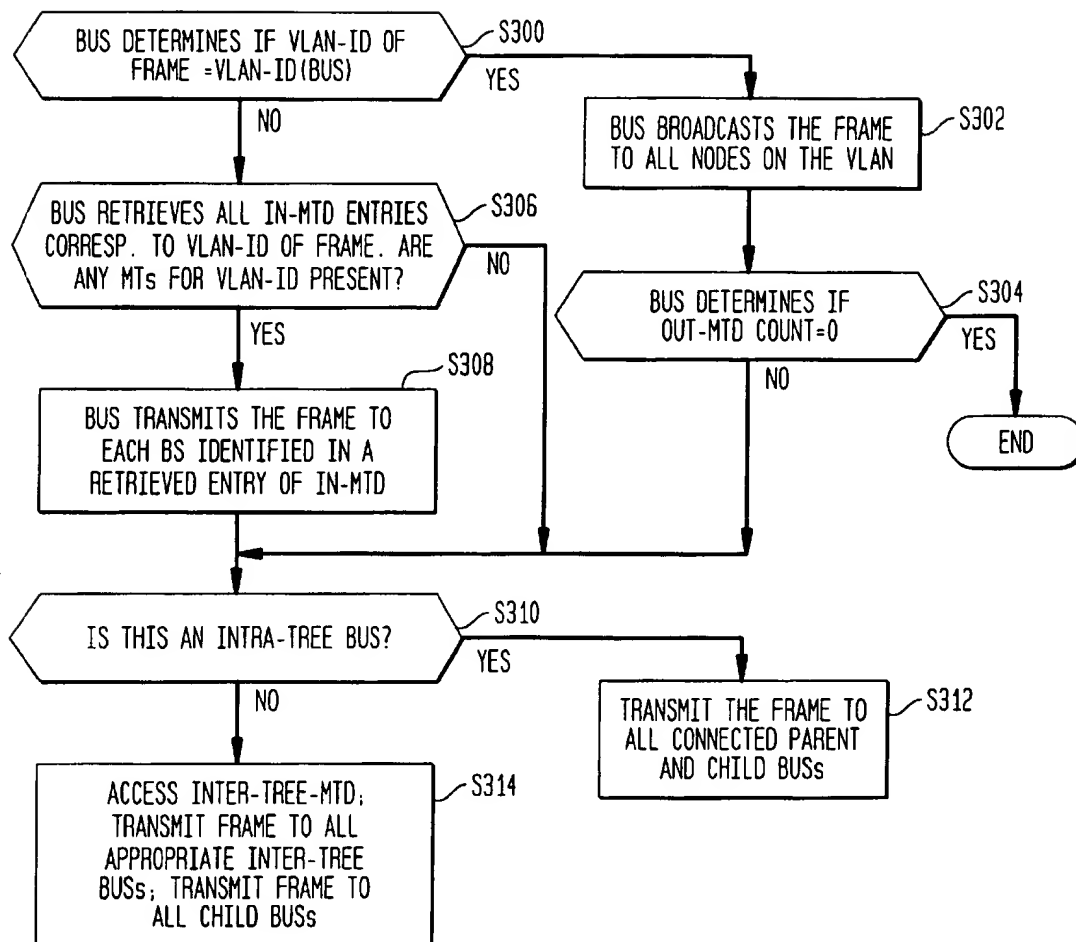 BUS DETERMINES IF VLAN-ID OF
FRAME =VLAN-ID(BUS)
S300
YES
NO
BUS BROADCASTS THE FRAME
TO ALL NODES ON THE VLAN
S302
BUS RETRIEVES ALL IN-MTD ENTRIES
CORRESP. TO VLAN-ID OF FRAME. ARE
ANY MTs FOR VLAN-ID PRESENT?
S306
NO
YES
BUS DETERMINES IF
OUT-MTD COUNT=0
S304
YES
NO
END
S308
BUS TRANSMITS THE FRAME TO
EACH BS IDENTIFIED IN A
RETRIEVED ENTRY OF IN-MTD
IS THIS AN INTRA-TREE BUS?
S310
YES
NO
TRANSMIT THE FRAME TO
ALL CONNECTED PARENT
AND CHILD BUSs
S312
ACCESS INTER-TREE-MTD;
TRANSMIT FRAME TO ALL
APPROPRIATE INTER-TREE
BUSs; TRANSMIT FRAME TO
ALL CHILD BUSs
S314